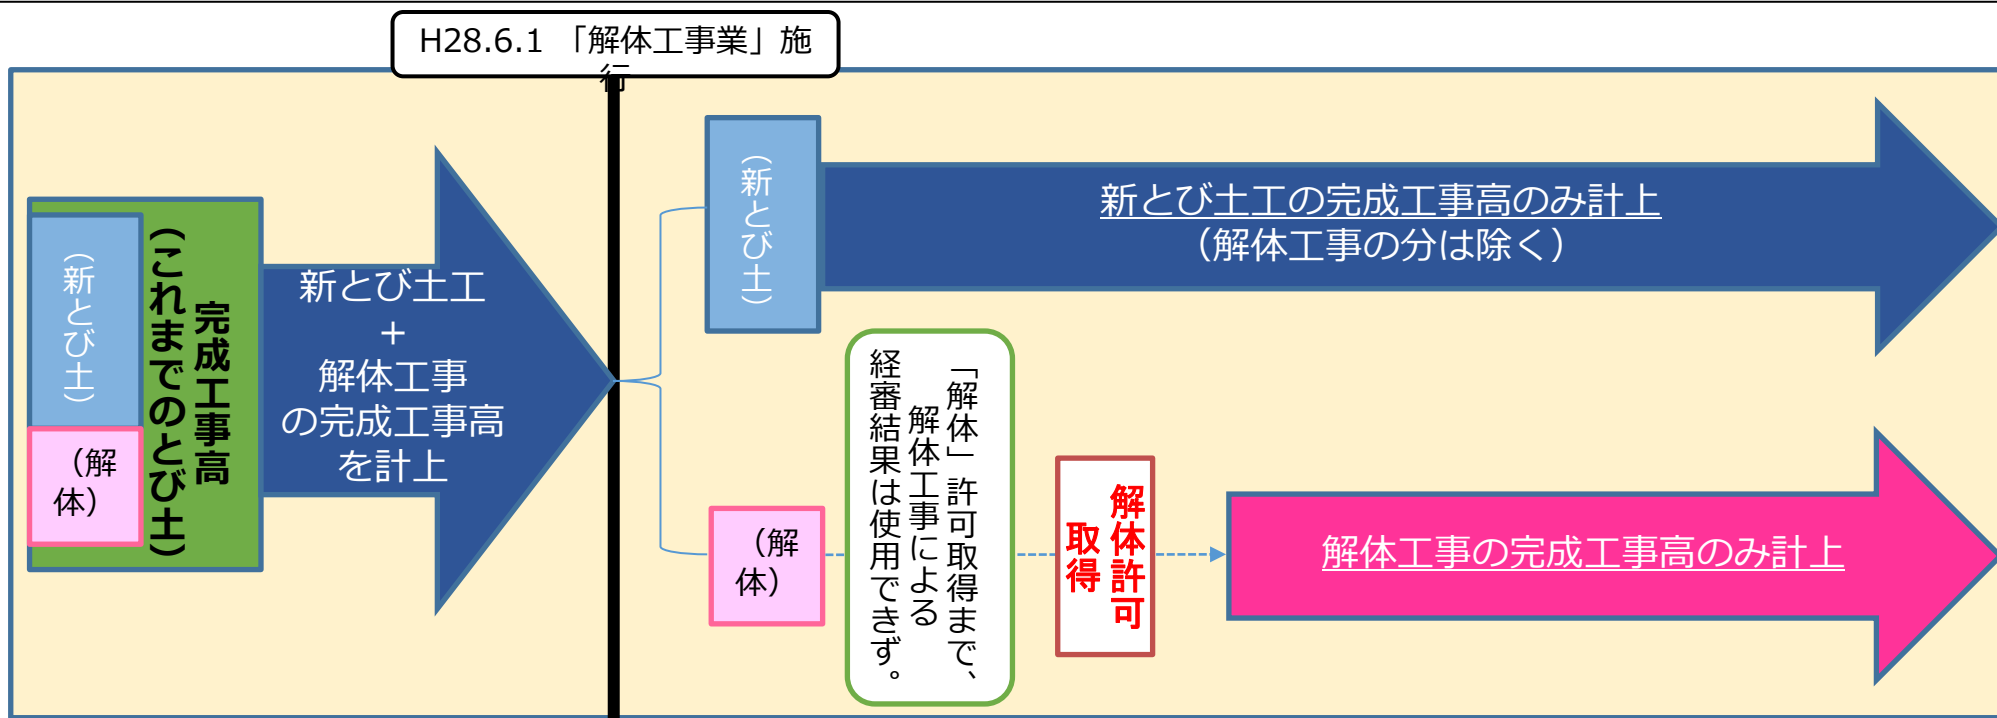 H28.6.1 「解体工事業」施
行
（新とび土）
（解
体）
完成工事高
（これまでのとび土）
新とび土工
＋
解体工事
の完成工事高
を計上
（新とび土）
新とび土工の完成工事高のみ計上
（解体工事の分は除く）
（解
体）
「解体」許可取得まで、
解体工事による
経審結果は使用できず。
解体許可
取得
解体工事の完成工事高のみ計上